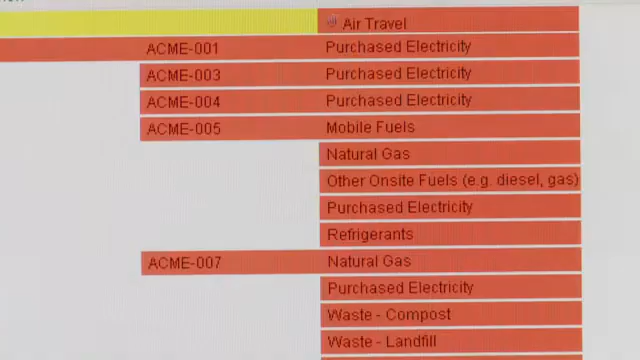 Air Travel
ACME-001 Purchased Electricity
ACME-003 Purchased Electricity
ACME-004 Purchased Electricity
ACME-005 Mobile Fuels
Natural Gas
Other Onsite Fuels (e.g. diesel, gas)
Purchased Electricity
Refrigerants
ACME-007 Natural Gas
Purchased Electricity
Waste - Compost
Waste - Landfill